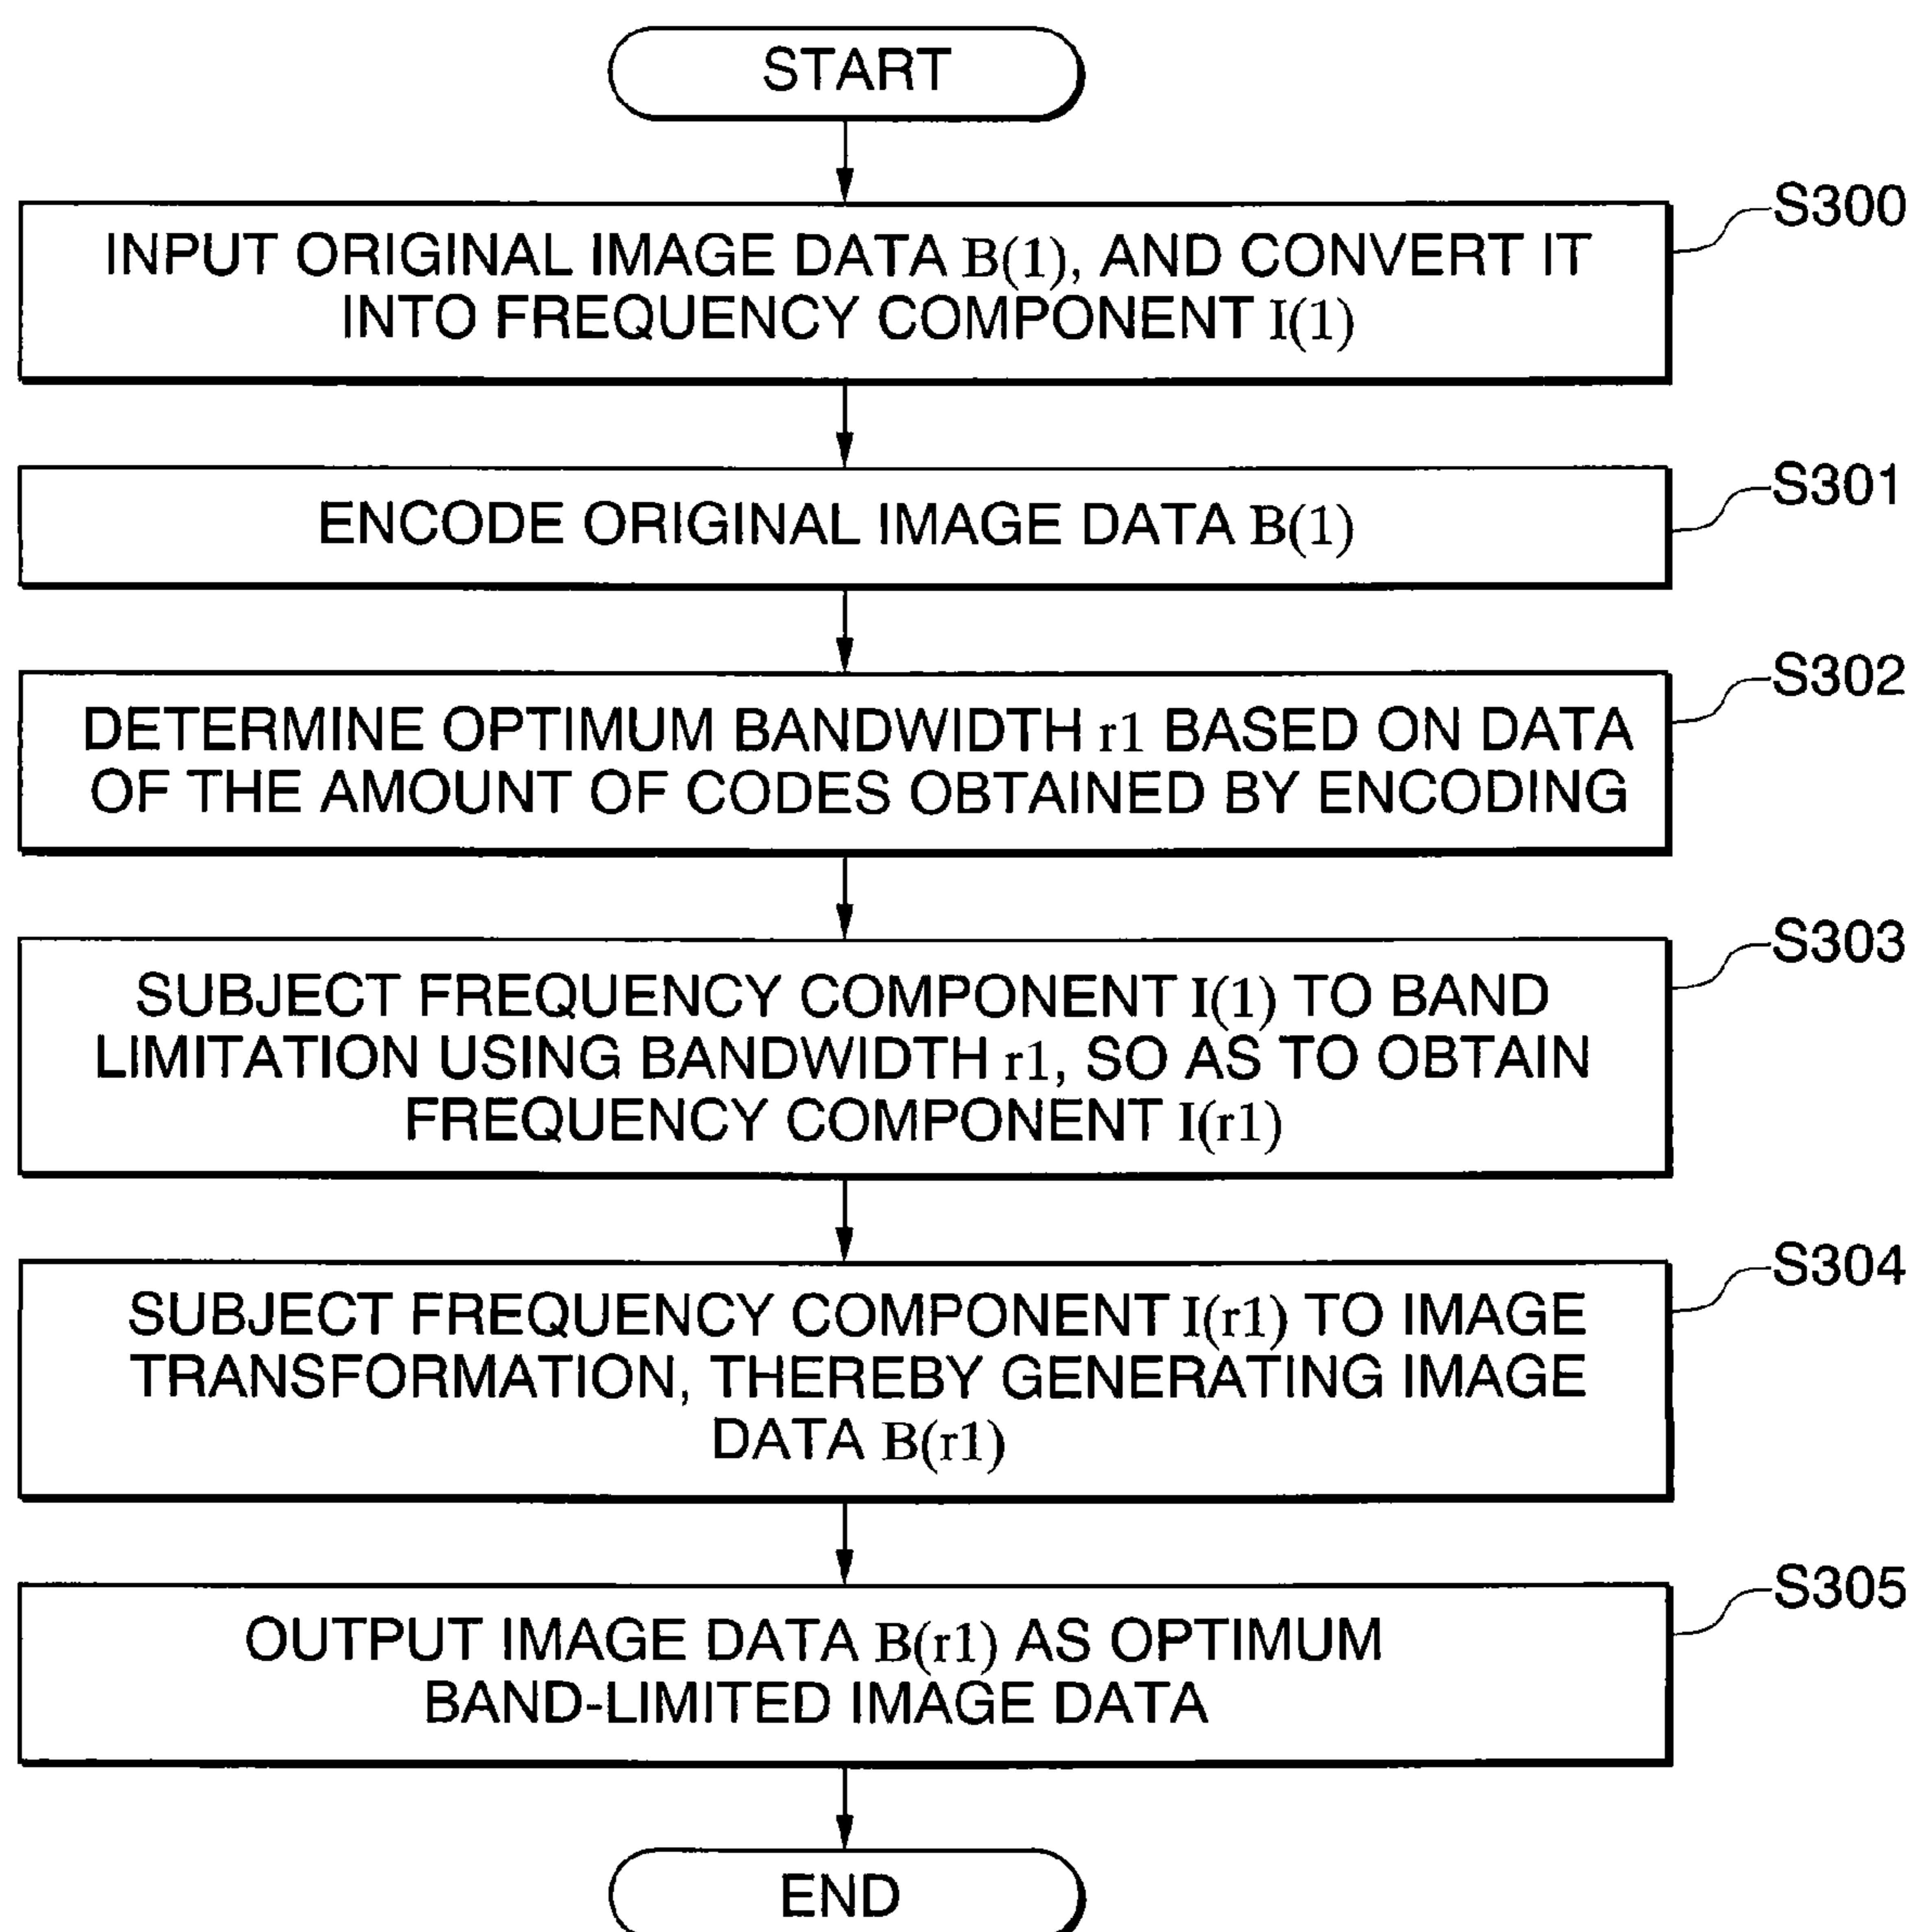 START
S300
INPUT ORIGINAL IMAGE DATA B(1), AND CONVERT IT
INTO FREQUENCY COMPONENT I(1)
S301
ENCODE ORIGINAL IMAGE DATA B(1)
S302
DETERMINE OPTIMUM BANDWIDTH r1 BASED ON DATA
OF THE AMOUNT OF CODES OBTAINED BY ENCODING
S303
SUBJECT FREQUENCY COMPONENT I(1) TO BAND
LIMITATION USING BANDWIDTH r1, SO AS TO OBTAIN
FREQUENCY COMPONENT I(r1)
S304
SUBJECT FREQUENCY COMPONENT I(r1) TO IMAGE
TRANSFORMATION, THEREBY GENERATING IMAGE
DATA B(r1)
S305
OUTPUT IMAGE DATA B(r1) AS OPTIMUM
BAND-LIMITED IMAGE DATA
END